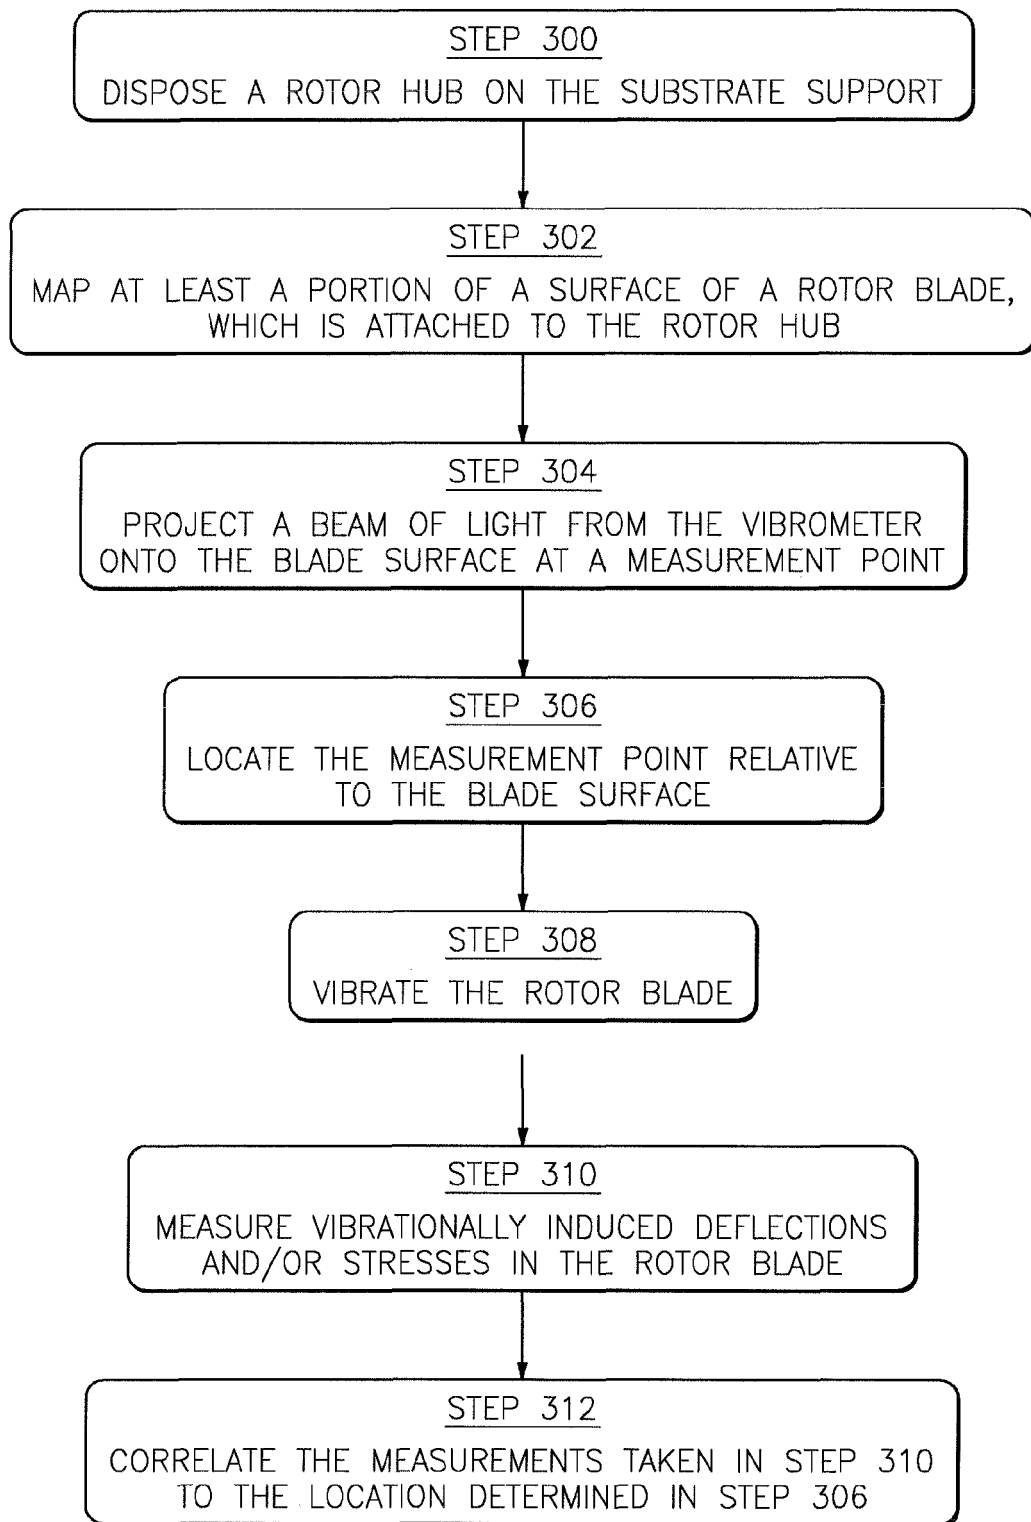 STEP 300
DISPOSE A ROTOR HUB ON THE SUBSTRATE SUPPORT
STEP 302
MAP AT LEAST A PORTION OF A SURFACE OF A ROTOR BLADE,
WHICH IS ATTACHED TO THE ROTOR HUB
STEP 304
PROJECT A BEAM OF LIGHT FROM THE VIBROMETER
ONTO THE BLADE SURFACE AT A MEASUREMENT POINT
STEP 306
LOCATE THE MEASUREMENT POINT RELATIVE
TO THE BLADE SURFACE
STEP 308
VIBRATE THE ROTOR BLADE
STEP 310
MEASURE VIBRATIONALLY INDUCED DEFLECTIONS
AND/OR STRESSES IN THE ROTOR BLADE
STEP 312
CORRELATE THE MEASUREMENTS TAKEN IN STEP 310
TO THE LOCATION DETERMINED IN STEP 306